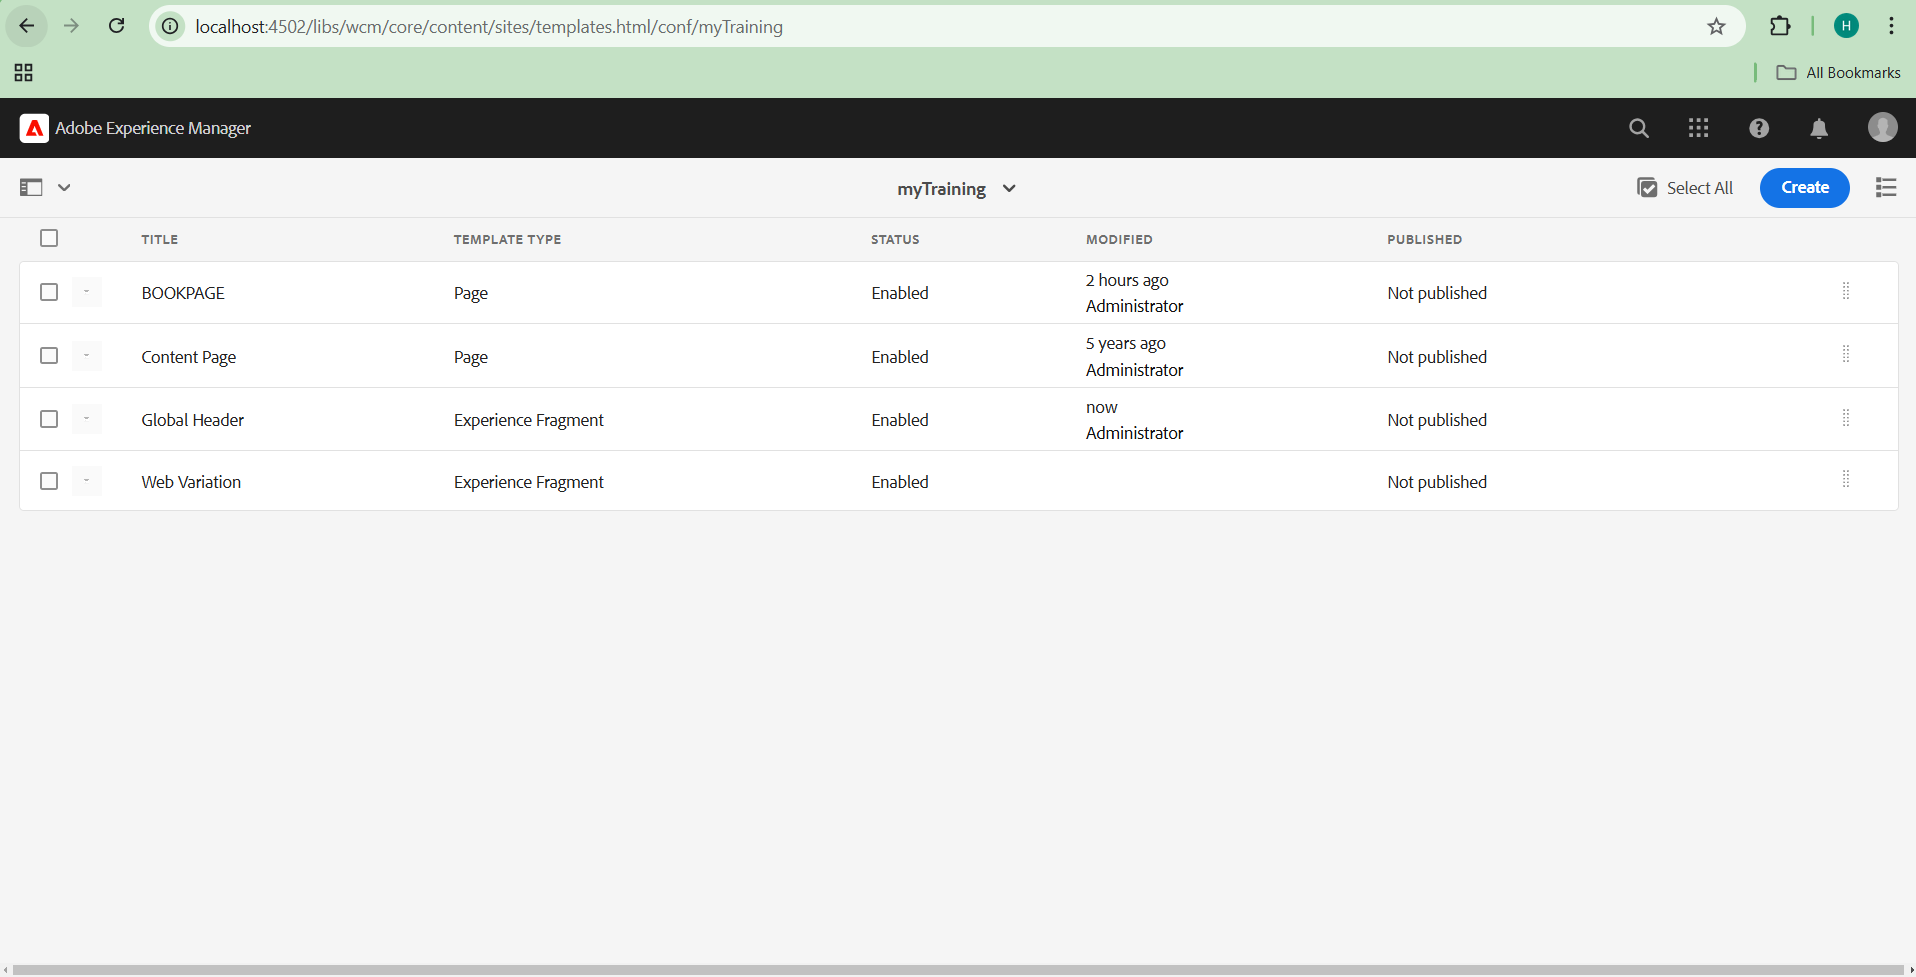 localhost:4502/libs/wcm/core/content/sites/templates.html/conf/myTraining
H
All Bookmarks
Adobe Experience Manager
myTraining
Select All
Create
TITLE TEMPLATE TYPE STATUS MODIFIED PUBLISHED
BOOKPAGE Page Enabled 2 hours ago Not published
Administrator
Content Page Page Enabled 5 years ago Not published
Administrator
Global Header Experience Fragment Enabled now Not published
Administrator
Web Variation Experience Fragment Enabled Not published